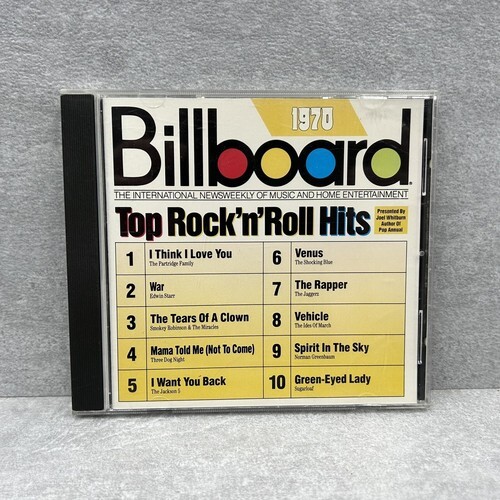 1970
Billboard®
THE INTERNATIONAL NEWSWEEKLY OF MUSIC AND HOME ENTERTAINMENT
Top Rock'n'Roll Hits
Presented By
Joel Whitburn
Author Of
Pop Annual
1 I Think I Love You
The Partridge Family
2 War
Edwin Starr
3 The Tears Of A Clown
Smokey Robinson & The Miracles
4 Mama Told Me (Not To Come)
Three Dog Night
5 I Want You Back
The Jackson 5
6 Venus
The Shocking Blue
7 The Rapper
The Jaggerz
8 Vehicle
The Ides Of March
9 Spirit In The Sky
Norman Greenbaum
10 Green-Eyed Lady
Sugarloaf